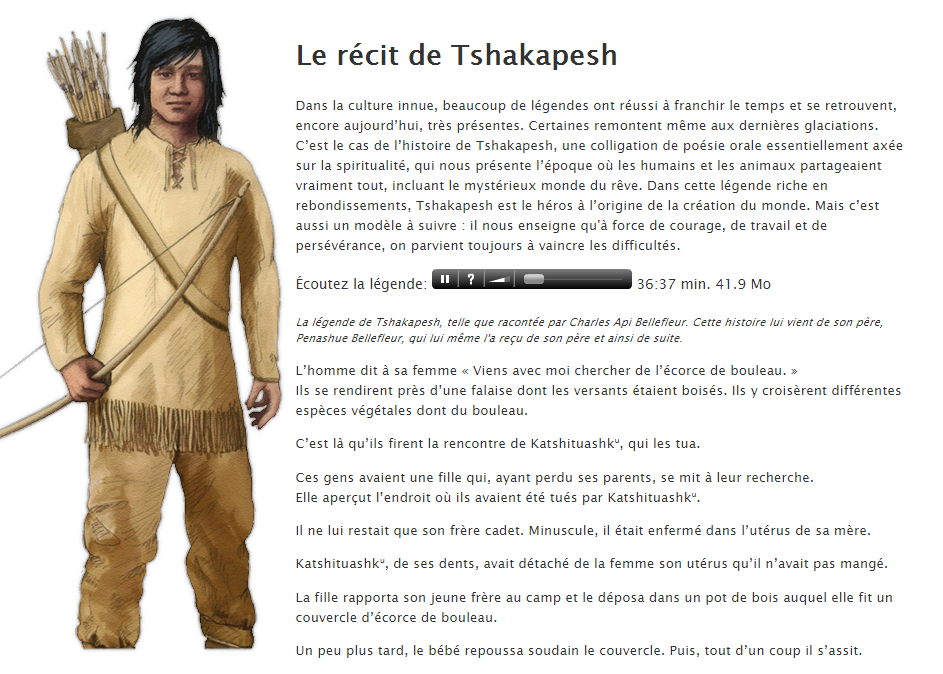 Le récit de Tshakapesh
Dans la culture innue, beaucoup de légendes ont réussi à franchir le temps et se retrouvent,
encore aujourd'hui, très présentes. Certaines remontent même aux dernières glaciations.
C'est le cas de l'histoire de Tshakapesh, une colligation de poésie orale essentiellement axée
sur la spiritualité, qui nous présente l'époque où les humains et les animaux partageaient
vraiment tout, incluant le mystérieux monde du rêve. Dans cette légende riche en
rebondissements, Tshakapesh est le héros à l'origine de la création du monde. Mais c'est
aussi un modèle à suivre : il nous enseigne qu'à force de courage, de travail et de
persévérance, on parvient toujours à vaincre les difficultés.
Écoutez la légende: ? 36:37 min. 41.9 Mo
La légende de Tshakapesh, telle que racontée par Charles Api Bellefleur. Cette histoire lui vient de son père,
Penashue Bellefleur, qui lui même l'a reçu de son père et ainsi de suite.
L'homme dit à sa femme « Viens avec moi chercher de l'écorce de bouleau. »
Ils se rendirent près d'une falaise dont les versants étaient boisés. Ils y croisèrent différentes
espèces végétales dont du bouleau.
C'est là qu'ils firent la rencontre de Katshituashkᵘ, qui les tua.
Ces gens avaient une fille qui, ayant perdu ses parents, se mit à leur recherche.
Elle aperçut l'endroit où ils avaient été tués par Katshituashkᵘ.
Il ne lui restait que son frère cadet. Minuscule, il était enfermé dans l'utérus de sa mère.
Katshituashkᵘ, de ses dents, avait détaché de la femme son utérus qu'il n'avait pas mangé.
La fille rapporta son jeune frère au camp et le déposa dans un pot de bois auquel elle fit un
couvercle d'écorce de bouleau.
Un peu plus tard, le bébé repoussa soudain le couvercle. Puis, tout d'un coup il s'assit.